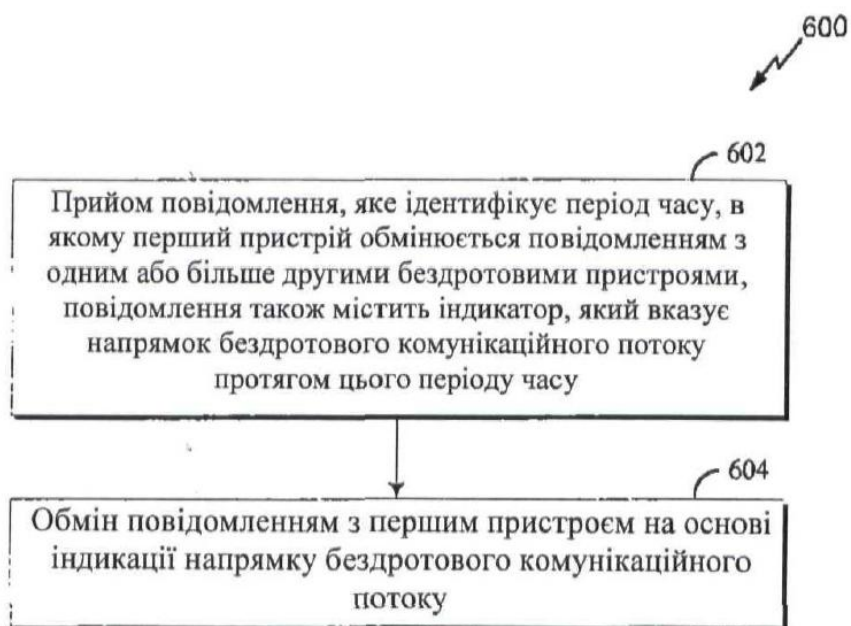 600
602
Прийом повідомлення, яке ідентифікує період часу, в
якому перший пристрій обмінюється повідомленням з
одним або більше другими бездротовими пристроями,
повідомлення також містить індикатор, який вказує
напрямок бездротового комунікаційного потоку
протягом цього періоду часу
604
Обмін повідомленням з першим пристроєм на основі
індикації напрямку бездротового комунікаційного
потоку